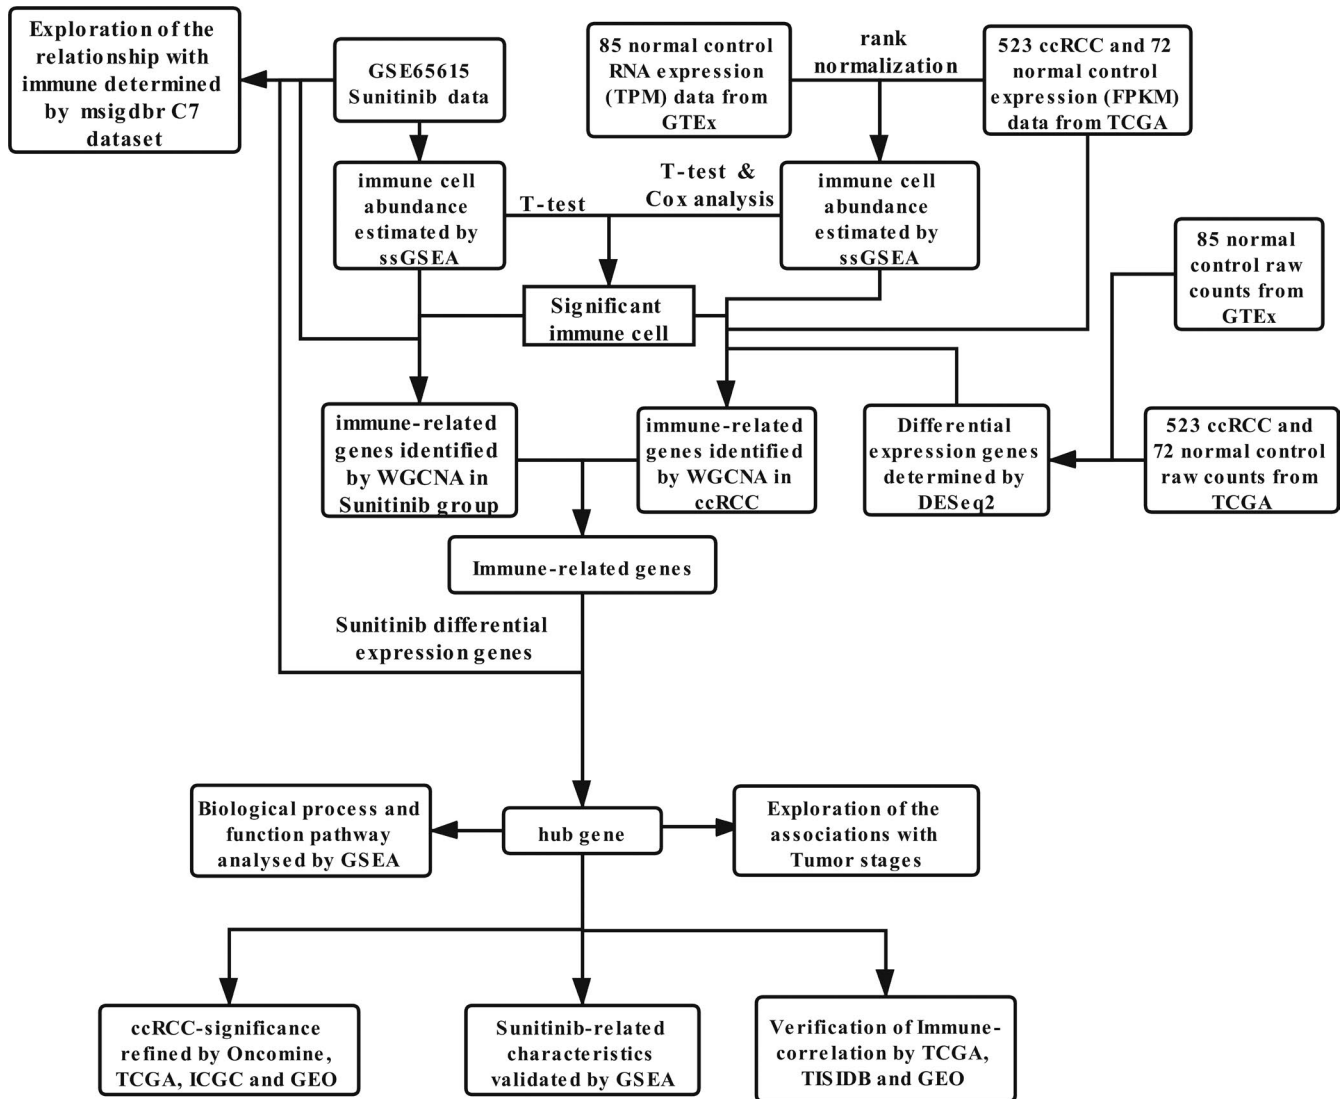 Exploration of the
relationship with
immune determined
by msigdbr C7
dataset
GSE65615
Sunitinib data
85 normal control
RNA expression
(TPM) data from
GTEx
rank
normalization
523 ccRCC and 72
normal control
expression (FPKM)
data from TCGA
immune cell
abundance
estimated by
ssGSEA
T-test
T-test &
Cox analysis
immune cell
abundance
estimated by
ssGSEA
85 normal
control raw
counts from
GTEx
Significant
immune cell
immune-related
genes identified
by WGCNA in
Sunitinib group
immune-related
genes identified
by WGCNA in
ccRCC
Differential
expression genes
determined by
DESeq2
523 ccRCC and
72 normal control
raw counts from
TCGA
Immune-related genes
Sunitinib differential
expression genes
Biological process and
function pathway
analysed by GSEA
hub gene
Exploration of the
associations with
Tumor stages
ccRCC-significance
refined by Oncomine,
TCGA, ICGC and GEO
Sunitinib-related
characteristics
validated by GSEA
Verification of Immune-
correlation by TCGA,
TISIDB and GEO